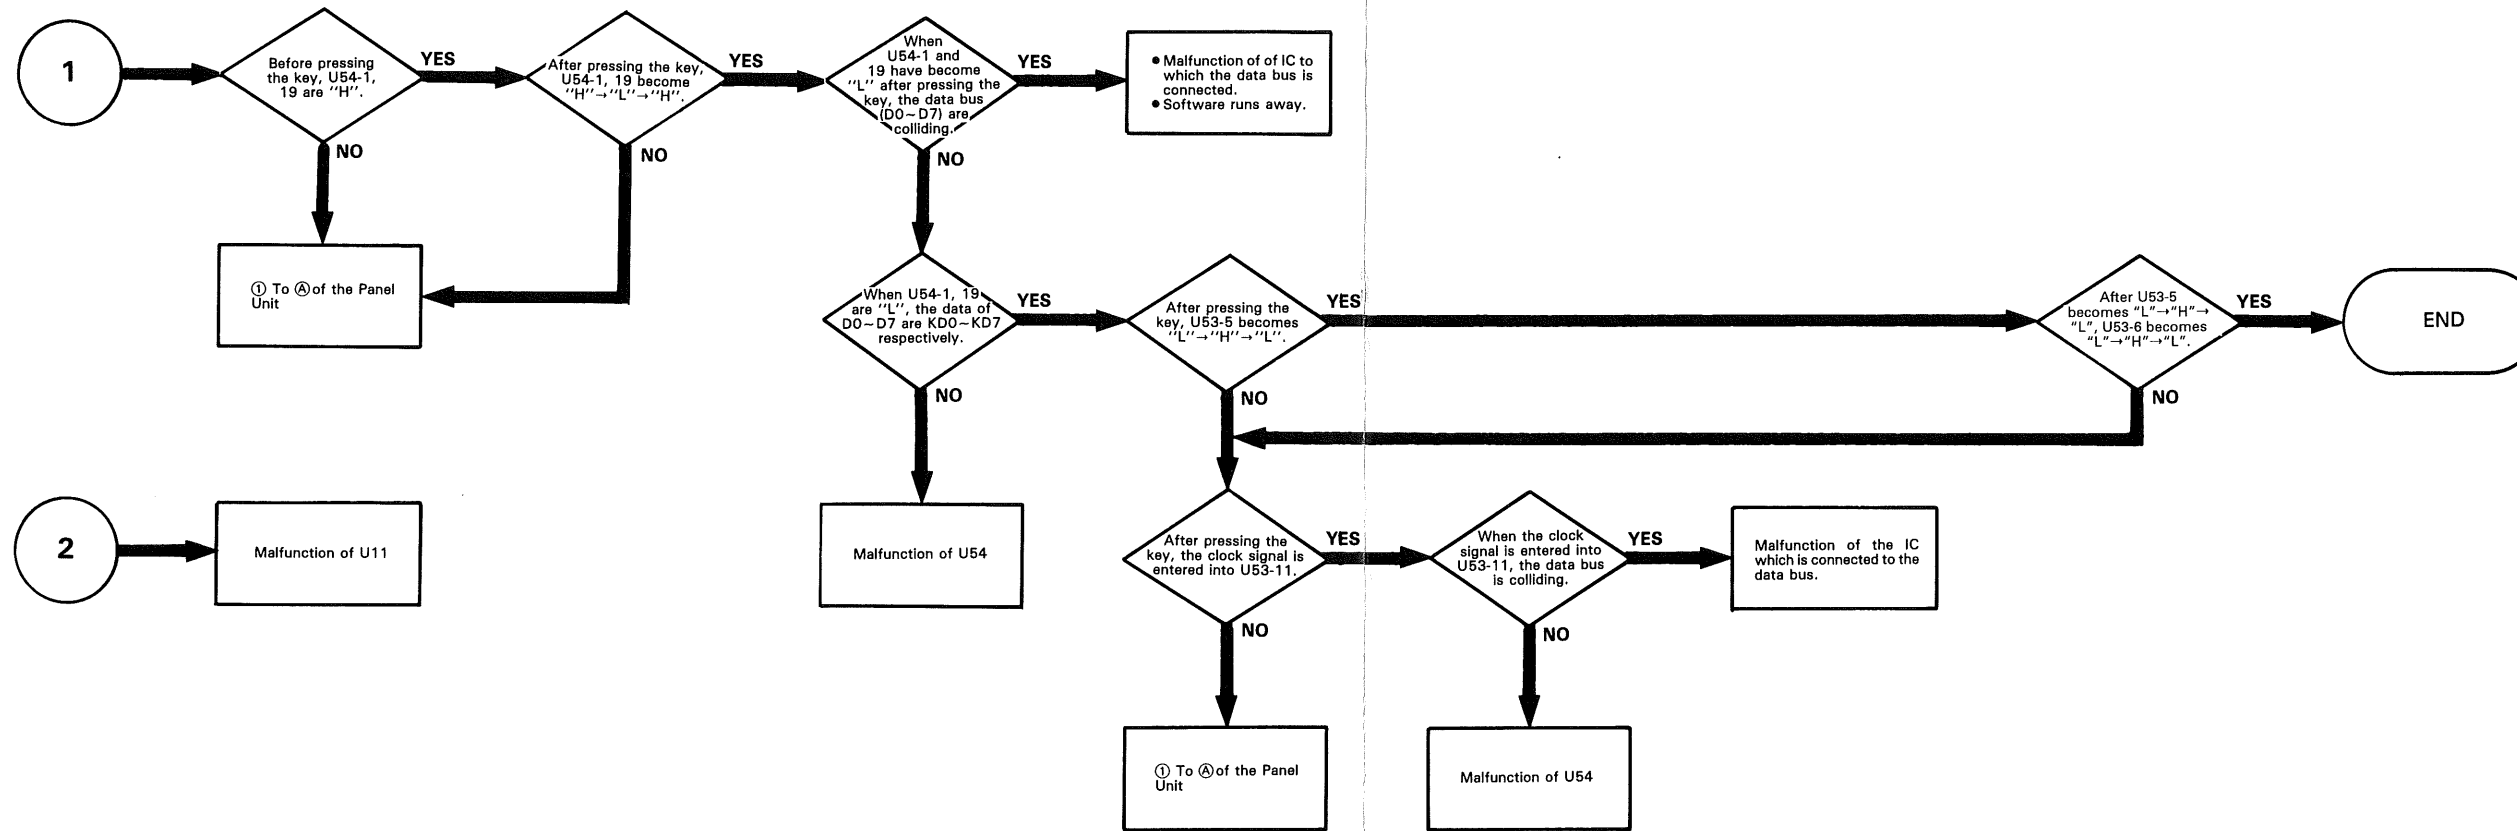 1
Before pressing
the key, U54-1,
19 are "H".
YES
NO
After pressing the key,
U54-1, 19 become
"H"→"L"→"H".
YES
NO
When
U54-1 and
19 have become
"L" after pressing the
key, the data bus
(D0~D7) are
colliding.
YES
NO
● Malfunction of of IC to
which the data bus is
connected.
● Software runs away.
① To Ⓐ of the Panel
Unit
When U54-1, 19
are "L", the data of
D0~D7 are KD0~KD7
respectively.
YES
NO
After pressing the
key, U53-5 becomes
"L"→"H"→"L".
YES
NO
After U53-5
becomes "L"→"H"→
"L", U53-6 becomes
"L"→"H"→"L".
YES
NO
END
2
Malfunction of U11
Malfunction of U54
After pressing the
key, the clock signal is
entered into U53-11.
YES
NO
When the clock
signal is entered into
U53-11, the data bus
is colliding.
YES
NO
Malfunction of the IC
which is connected to the
data bus.
① To Ⓐ of the Panel
Unit
Malfunction of U54